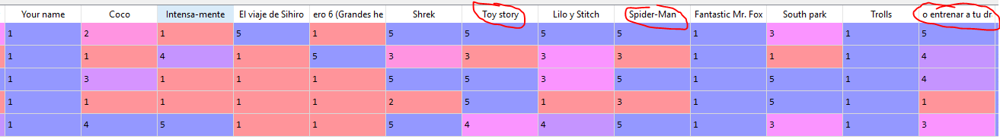 Your name Coco Intensa-mente El viaje de Sihiro ero 6 (Grandes he Shrek Toy story Lilo y Stitch Spider-Man Fantastic Mr. Fox South park Trolls o entrenar a tu dr
1 2 1 5 1 5 5 5 5 1 3 1 5
1 1 4 1 5 3 3 3 3 1 1 1 4
1 3 1 1 1 5 5 3 5 1 5 1 4
1 1 1 1 1 2 5 1 3 1 5 1 1
1 4 5 1 1 5 4 4 5 1 3 1 3